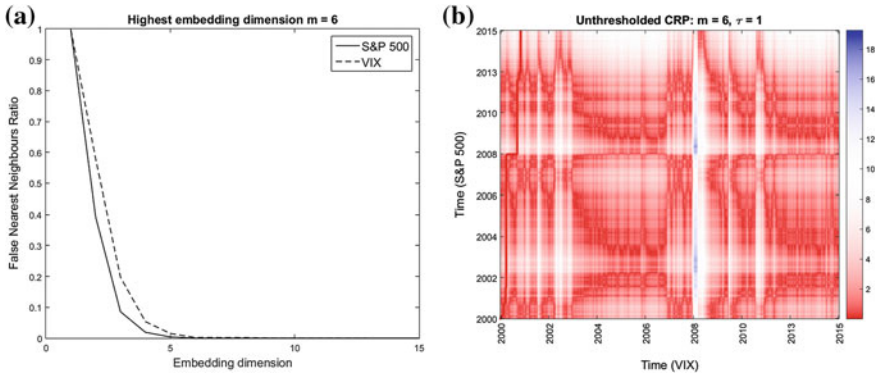 (a)
Highest embedding dimension m = 6
False Nearest Neighbours Ratio
1
0.9
0.8
0.7
0.6
0.5
0.4
0.3
0.2
0.1
0
S&P 500
VIX
0 5 10 15
Embedding dimension
(b)
Unthresholded CRP: m = 6, τ = 1
Time (S&P 500)
2015
2013
2010
2008
2006
2004
2002
2000
2000 2002 2004 2006 2008 2010 2013 2015
Time (VIX)
18
16
14
12
10
8
6
4
2